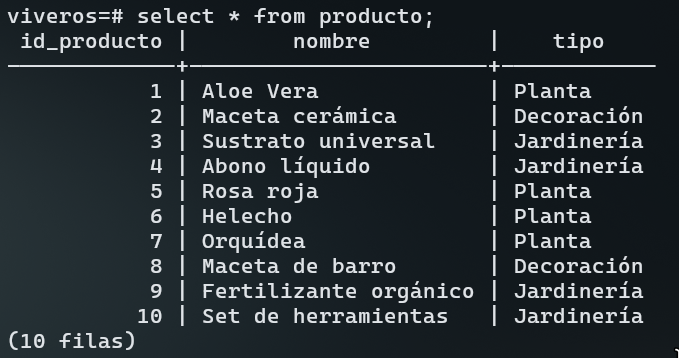 viveros=# select * from producto;
 id_producto |         nombre         |    tipo
-------------+------------------------+------------
           1 | Aloe Vera              | Planta
           2 | Maceta cerámica        | Decoración
           3 | Sustrato universal     | Jardinería
           4 | Abono líquido          | Jardinería
           5 | Rosa roja              | Planta
           6 | Helecho                | Planta
           7 | Orquídea               | Planta
           8 | Maceta de barro        | Decoración
           9 | Fertilizante orgánico  | Jardinería
          10 | Set de herramientas    | Jardinería
(10 filas)